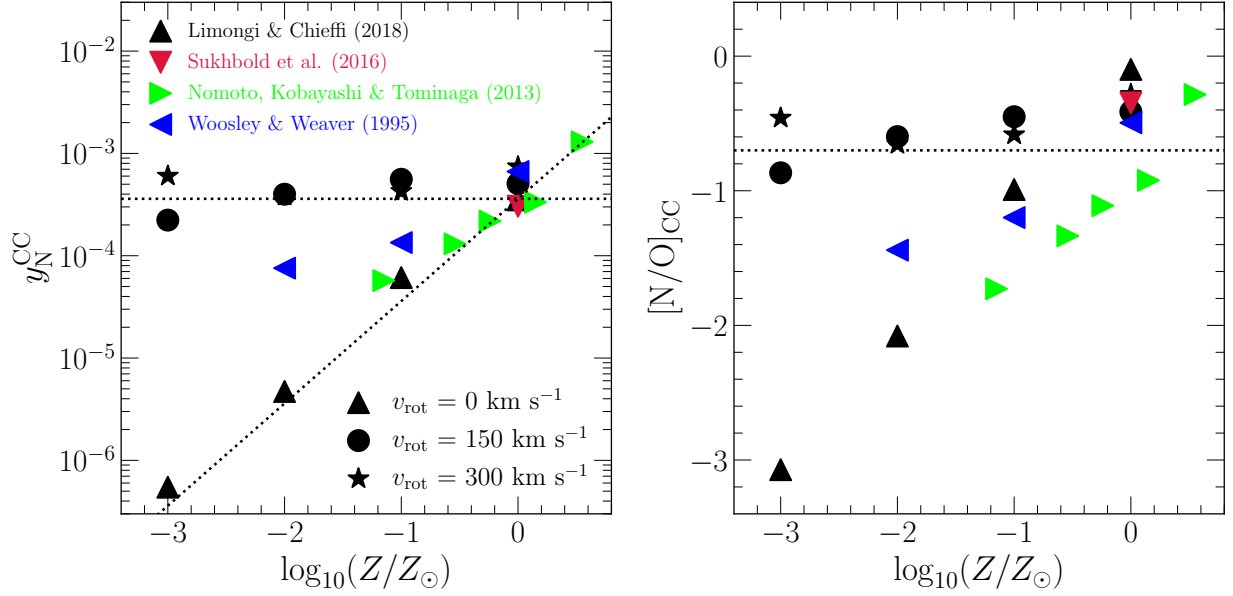 Limongi & Chieffi (2018)
Sukhbold et al. (2016)
Nomoto, Kobayashi & Tominaga (2013)
Woosley & Weaver (1995)
10⁻²
10⁻³
10⁻⁴
10⁻⁵
10⁻⁶
y_N^CC
v_rot = 0 km s⁻¹
v_rot = 150 km s⁻¹
v_rot = 300 km s⁻¹
−3 −2 −1 0
log₁₀(Z/Z⊙)
0
−1
−2
−3
[N/O]_CC
−3 −2 −1 0
log₁₀(Z/Z⊙)